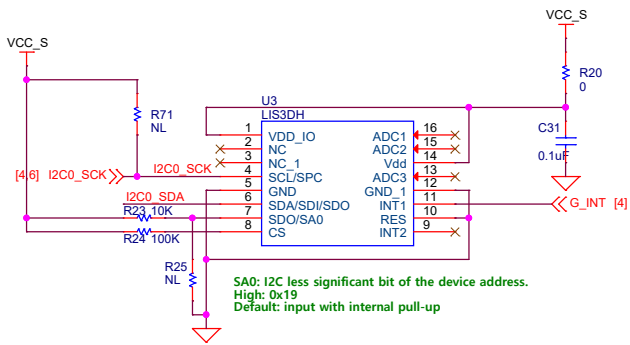 VCC_S
VCC_S
R20
0
U3
LIS3DH
R71
NL
C31
0.1uF
1 VDD_IO ADC1 16
2 NC ADC2 15
3 NC_1 Vdd 14
4 SCL/SPC ADC3 13
5 GND GND_1 12
6 SDA/SDI/SDO INT1 11
7 SDO/SA0 RES 10
8 CS INT2 9
[4,6] I2C0_SCK
I2C0_SCK
I2C0_SDA
R23 10K
R24 100K
G_INT [4]
R25
NL
SA0: I2C less significant bit of the device address.
High: 0x19
Default: input with internal pull-up